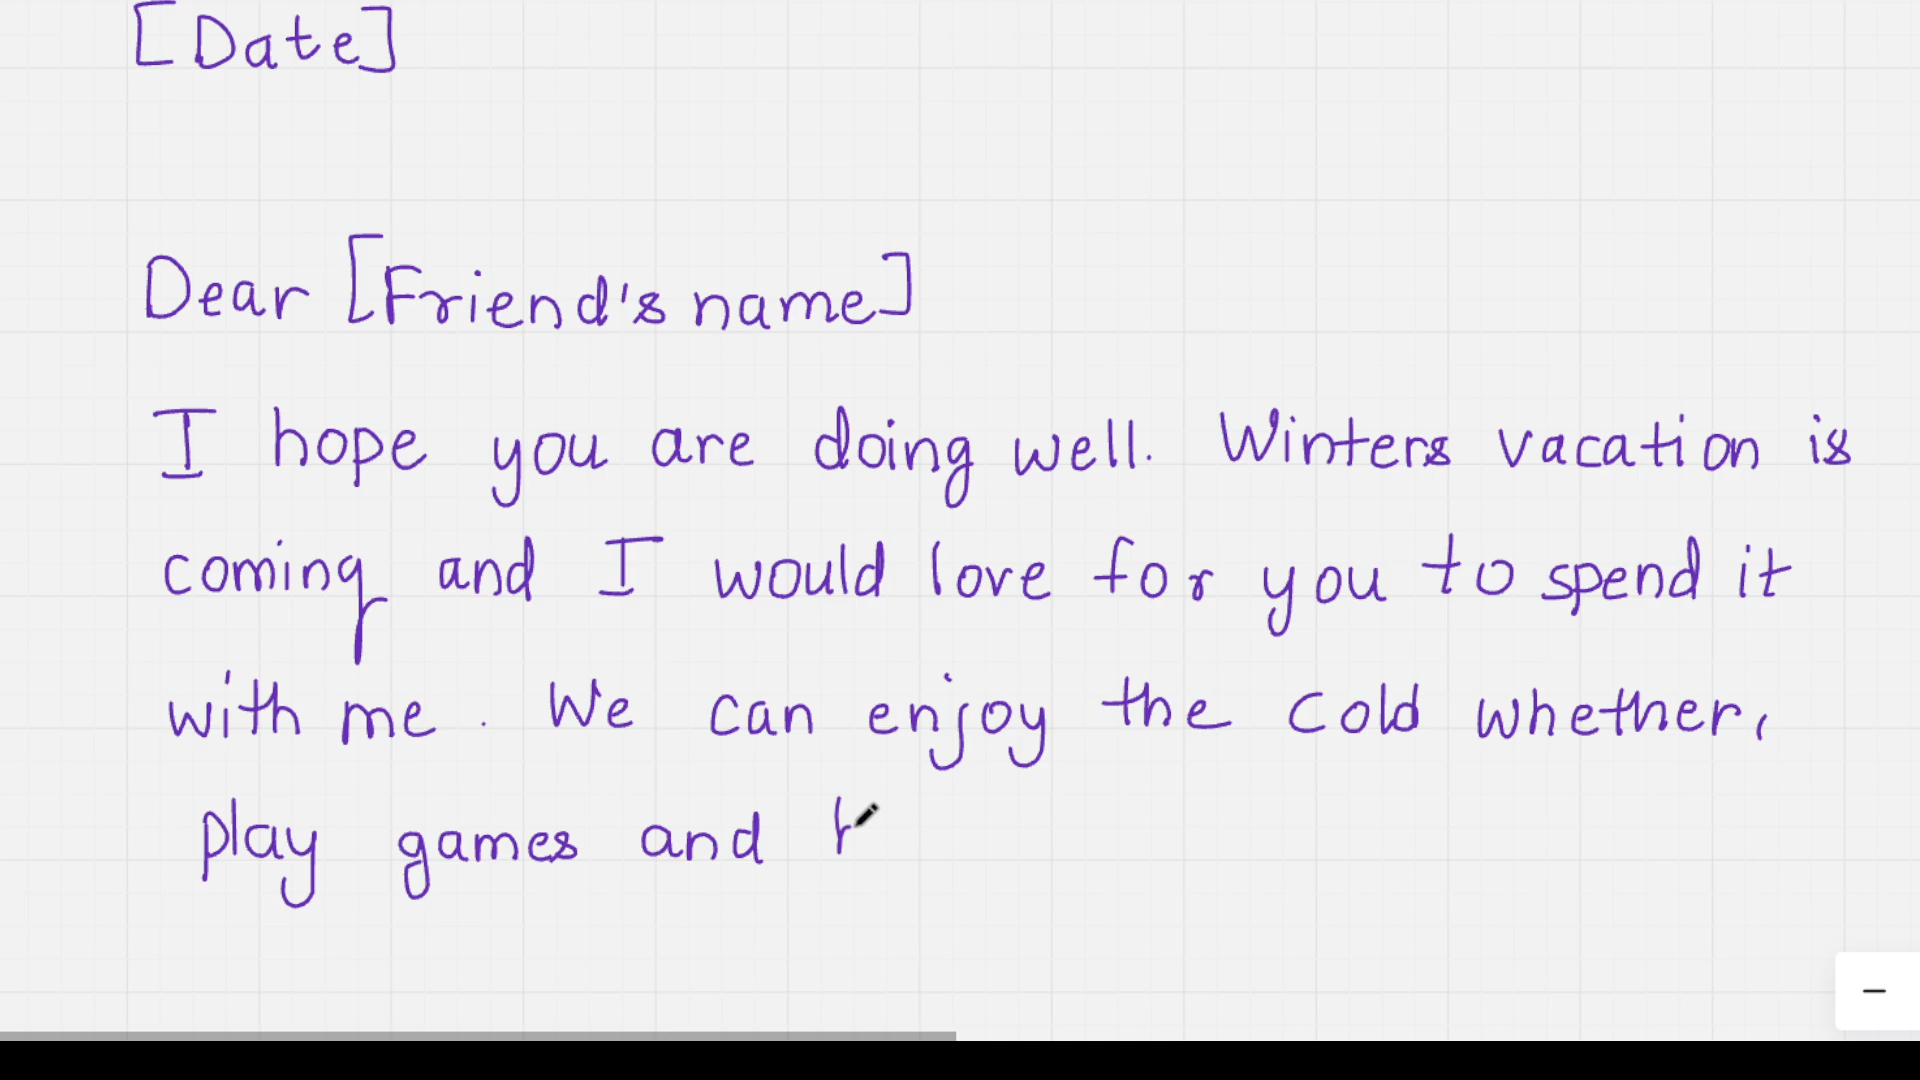 [Date]
Dear [Friend's name]
I hope you are doing well. Winters vacation is
coming and I would love for you to spend it
with me. We can enjoy the cold whether,
play games and